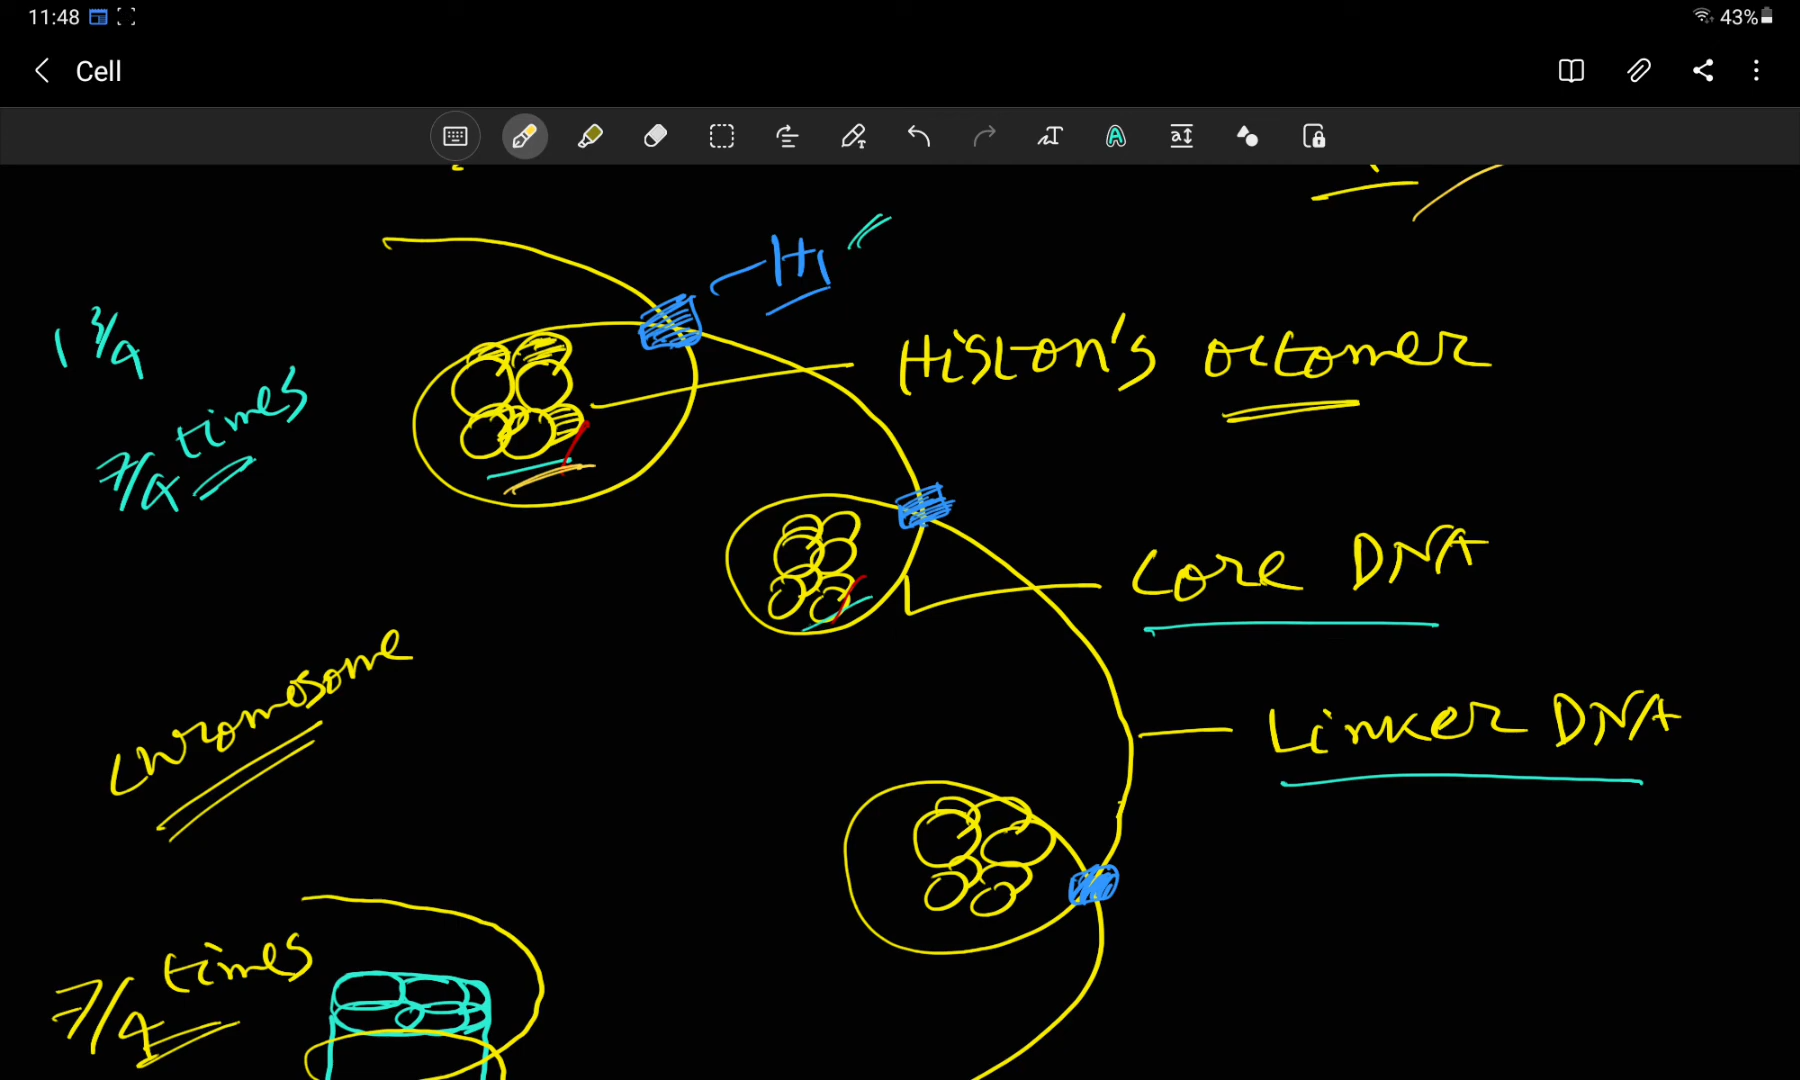 11:48
43%
Cell
H1
1 3/4
7/4 times
Histon's octomer
Core DNA
Linker DNA
chromosome
7/4 times